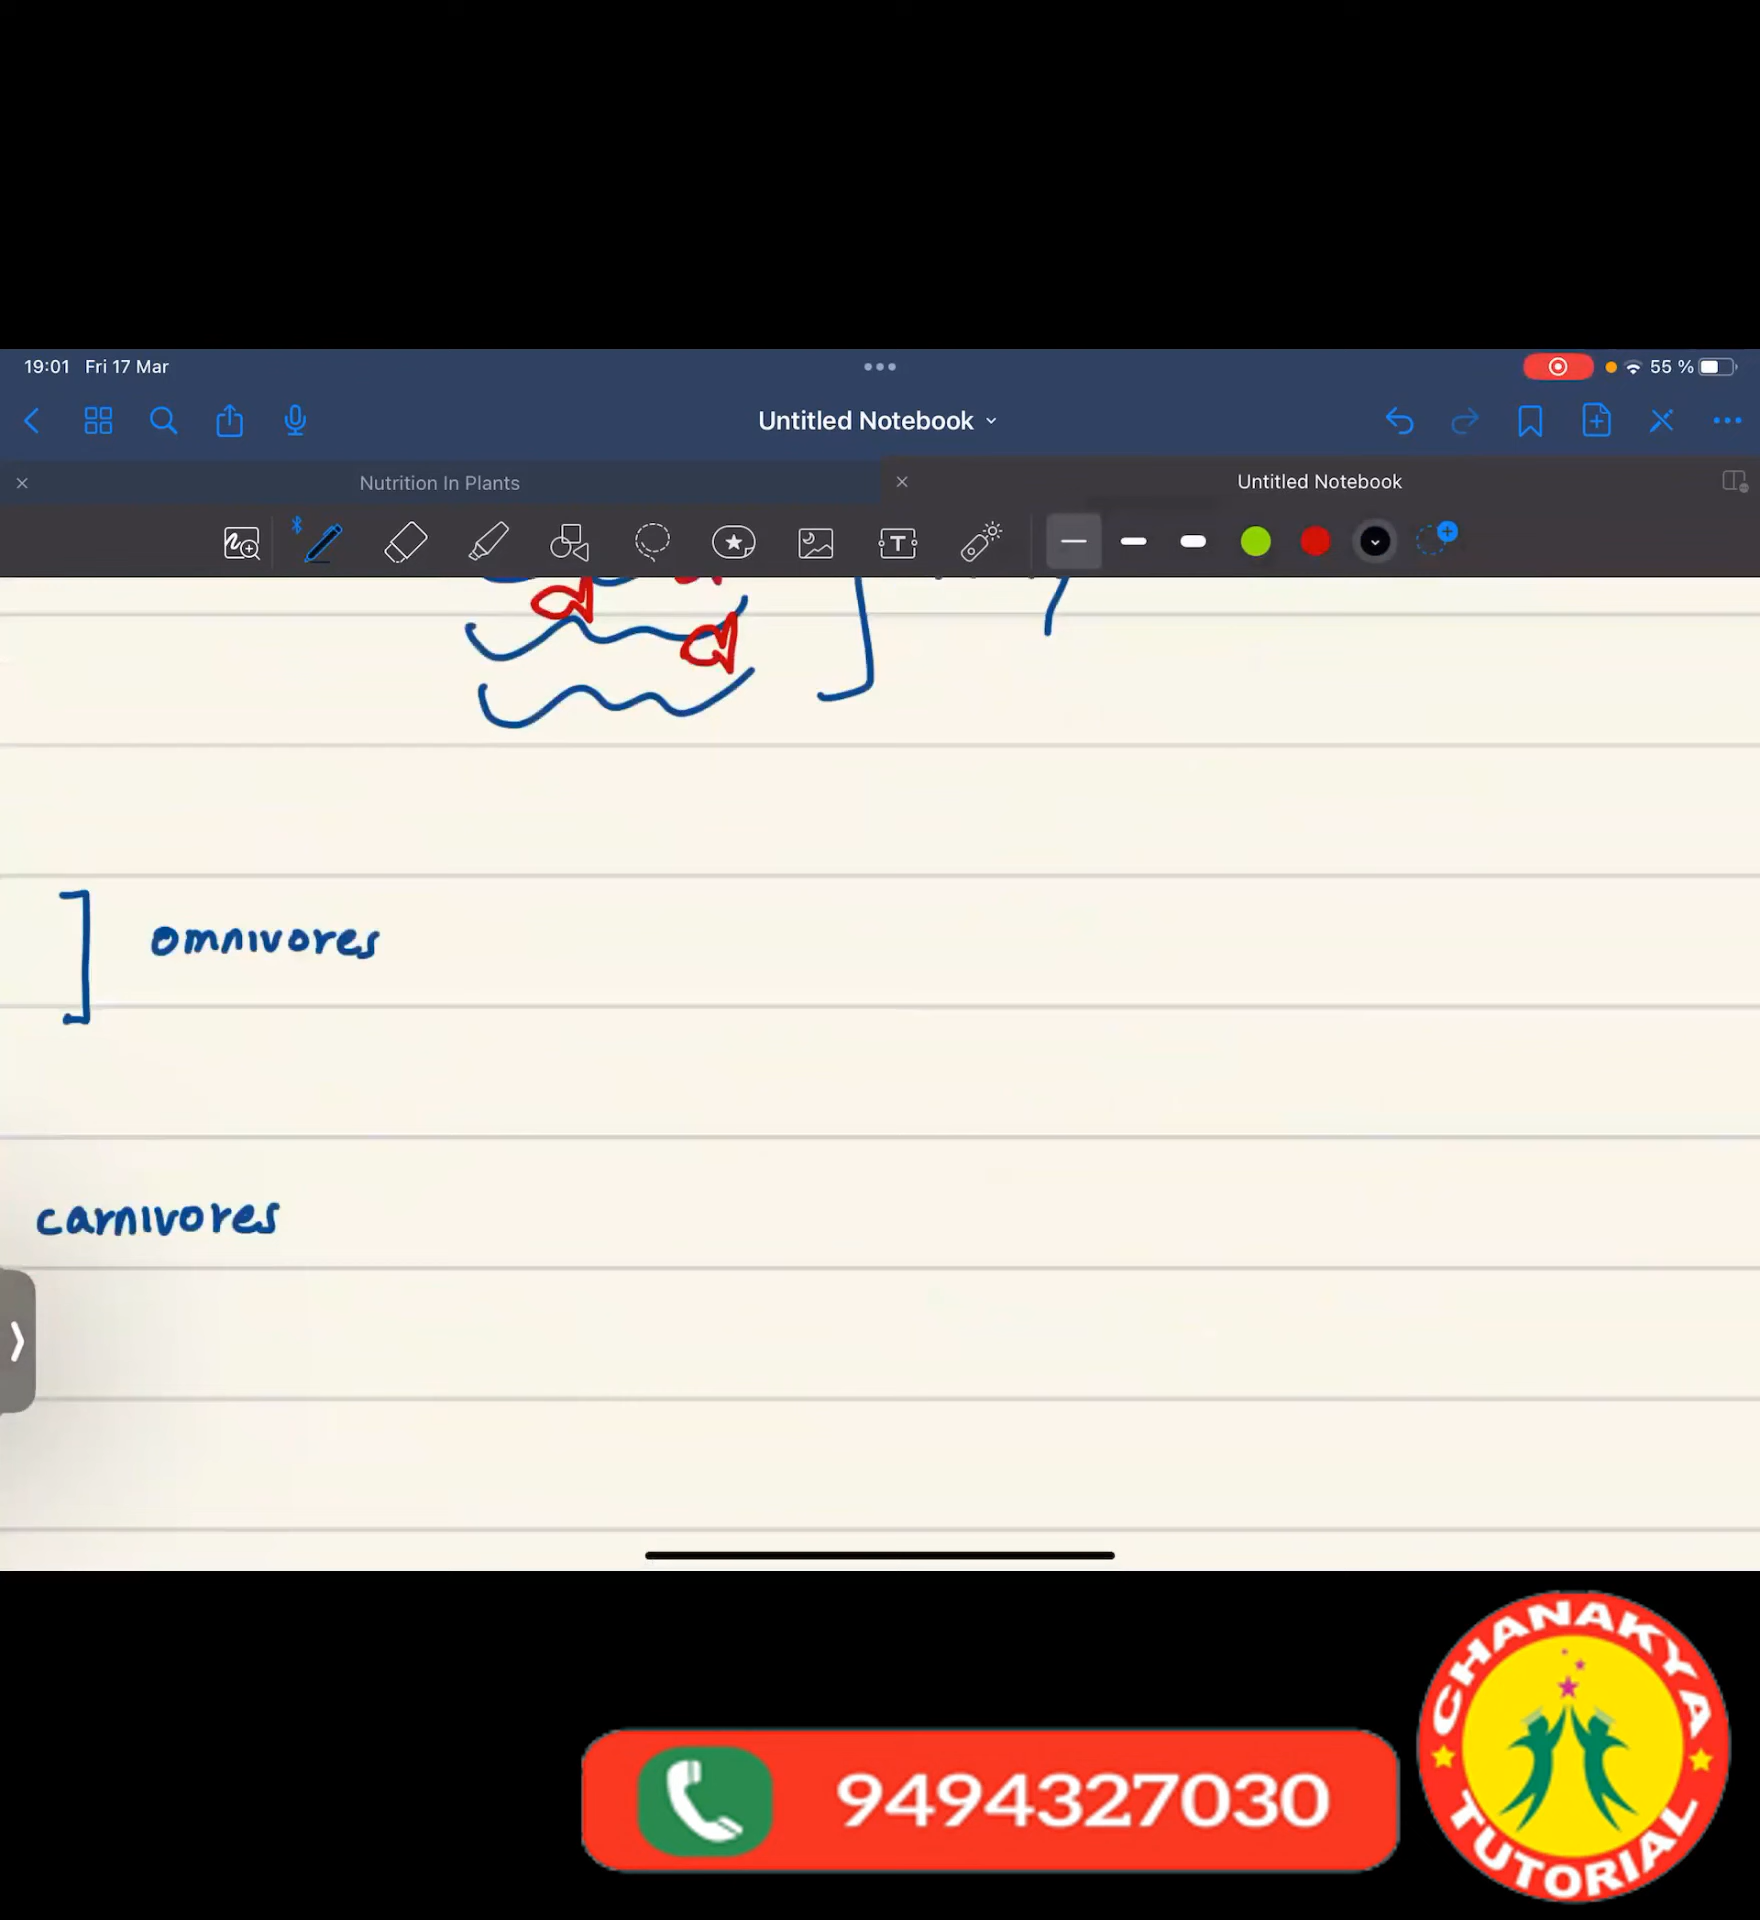 19:01 Fri 17 Mar
55 %
Untitled Notebook
Nutrition In Plants
Untitled Notebook
T
omnivores
carnivores
9494327030
CHANAKYA
TUTORIAL